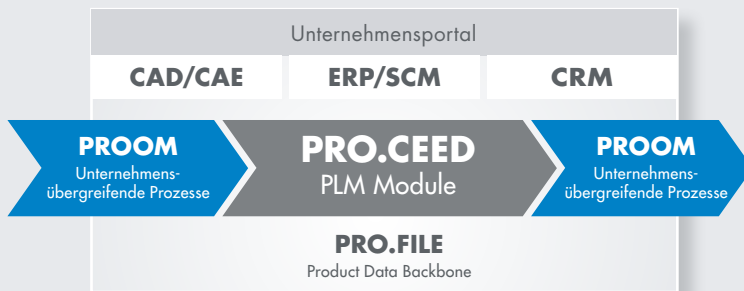 Unternehmensportal
CAD/CAE ERP/SCM CRM
PROOM
Unternehmens-
übergreifende Prozesse
PRO.CEED
PLM Module
PROOM
Unternehmens-
übergreifende Prozesse
PRO.FILE
Product Data Backbone